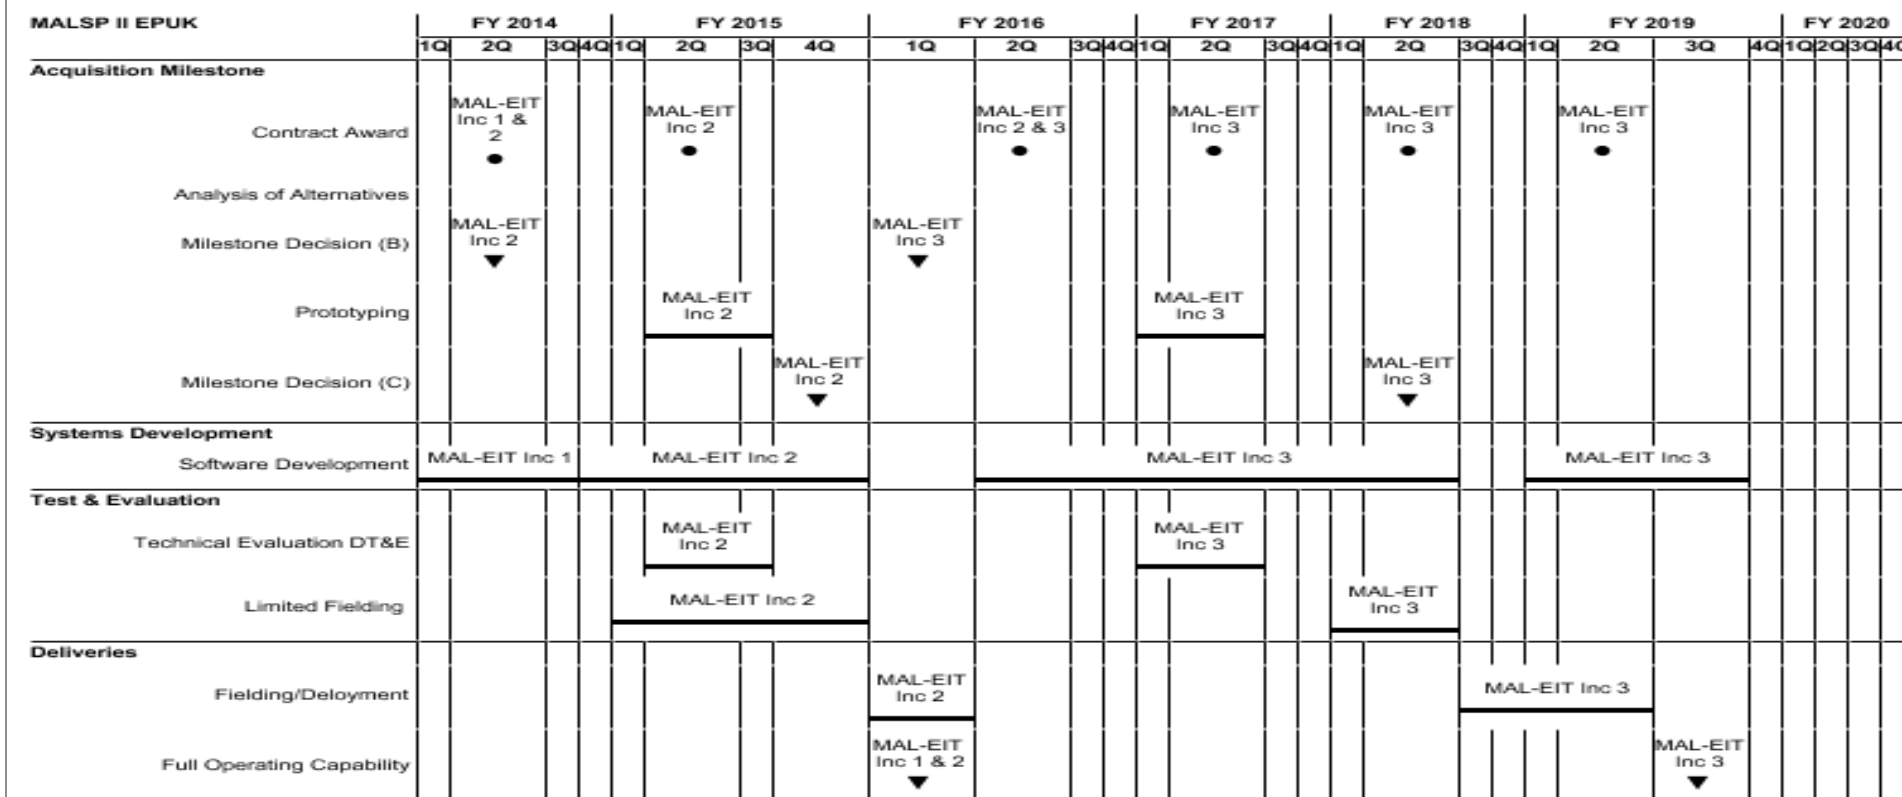 MALSP II EPUK FY 2014 FY 2015 FY 2016 FY 2017 FY 2018 FY 2019 FY 2020
1Q 2Q 3Q 4Q 1Q 2Q 3Q 4Q 1Q 2Q 3Q 4Q 1Q 2Q 3Q 4Q 1Q 2Q 3Q 4Q 1Q 2Q 3Q 4Q 1Q 2Q 3Q
Acquisition Milestone
Contract Award
MAL-EIT
Inc 1 &
2
MAL-EIT
Inc 2
MAL-EIT
Inc 2 & 3
MAL-EIT
Inc 3
MAL-EIT
Inc 3
MAL-EIT
Inc 3
Analysis of Alternatives
Milestone Decision (B)
MAL-EIT
Inc 2
MAL-EIT
Inc 3
Prototyping
MAL-EIT
Inc 2
MAL-EIT
Inc 3
Milestone Decision (C)
MAL-EIT
Inc 2
MAL-EIT
Inc 3
Systems Development
Software Development MAL-EIT Inc 1 MAL-EIT Inc 2 MAL-EIT Inc 3 MAL-EIT Inc 3
Test & Evaluation
Technical Evaluation DT&E
MAL-EIT
Inc 2
MAL-EIT
Inc 3
Limited Fielding
MAL-EIT Inc 2
MAL-EIT
Inc 3
Deliveries
Fielding/Deloyment
MAL-EIT
Inc 2
MAL-EIT Inc 3
Full Operating Capability
MAL-EIT
Inc 1 & 2
MAL-EIT
Inc 3